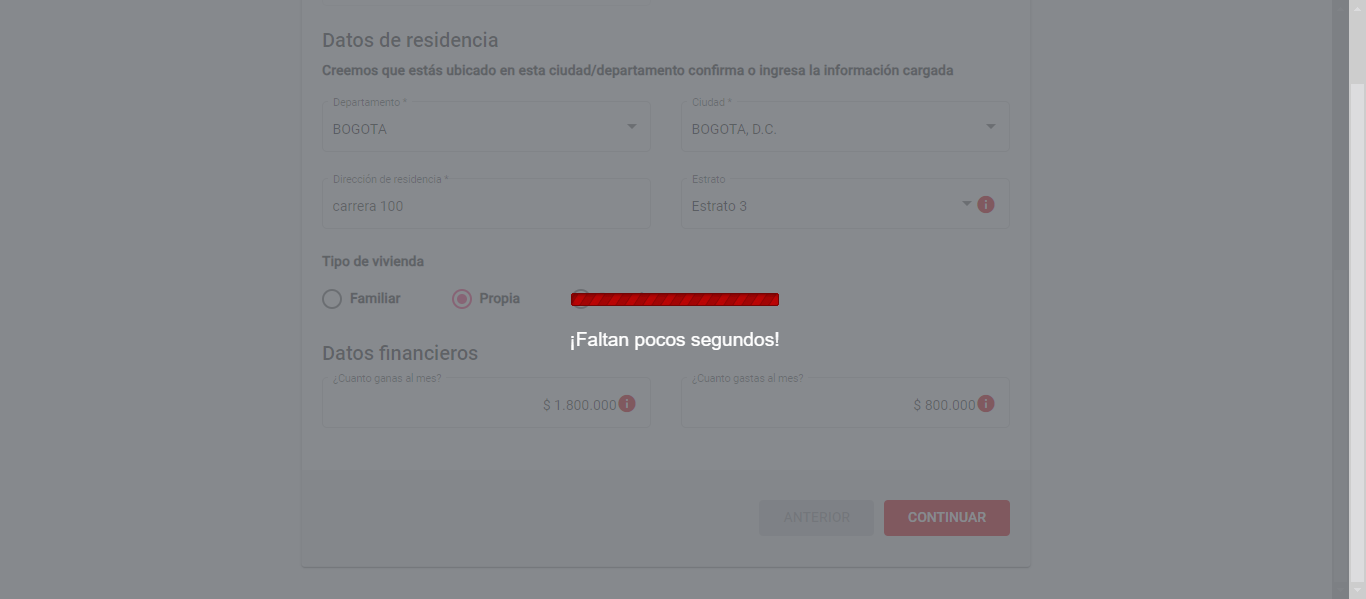 Datos de residencia
Creemos que estás ubicado en esta ciudad/departamento confirma o ingresa la información cargada
Departamento * Ciudad *
BOGOTA BOGOTA, D.C.
Dirección de residencia * Estrato
carrera 100 Estrato 3
Tipo de vivienda
Familiar Propia
¡Faltan pocos segundos!
Datos financieros
¿Cuanto ganas al mes? ¿Cuanto gastas al mes?
$ 1.800.000 $ 800.000
ANTERIOR CONTINUAR